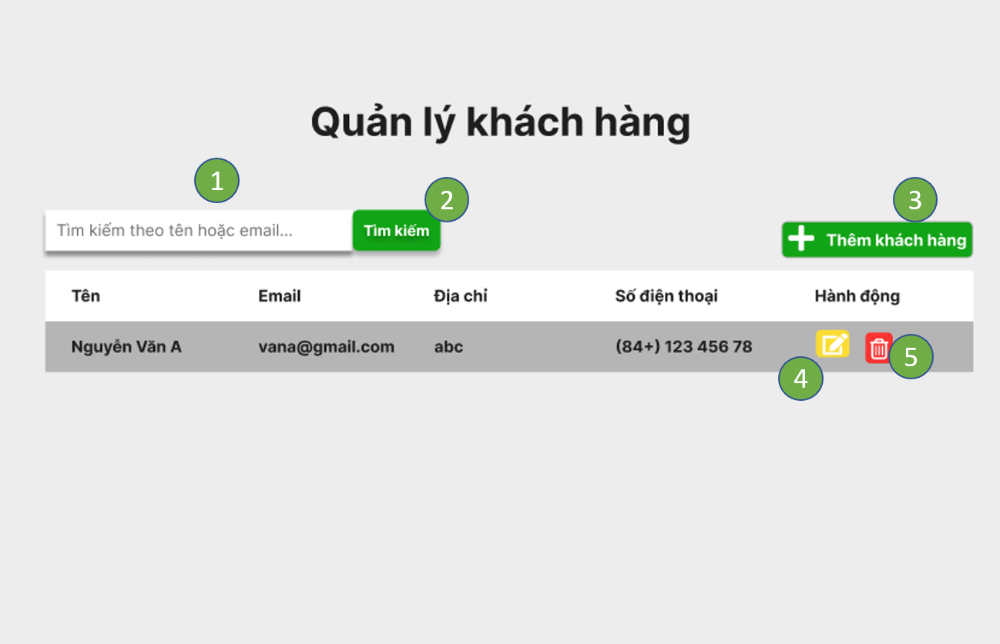 Quản lý khách hàng
1
2
3
Tìm kiếm theo tên hoặc email...
Tìm kiếm
Thêm khách hàng
Tên Email Địa chỉ Số điện thoại Hành động
Nguyễn Văn A vana@gmail.com abc (84+) 123 456 78
4
5